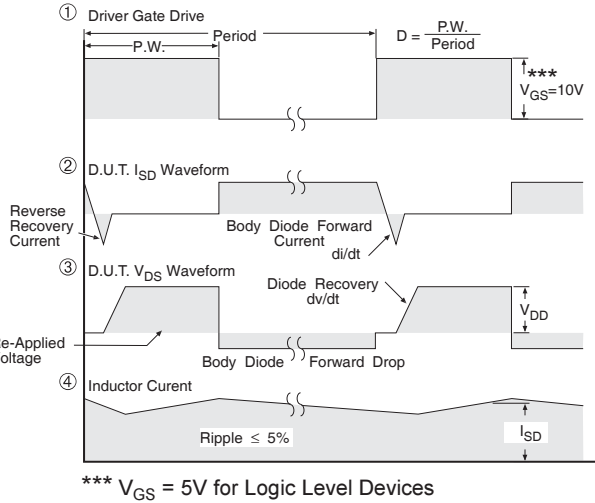 ① Driver Gate Drive
P.W.
Period
D = P.W.
Period
***
VGS=10V
② D.U.T. ISD Waveform
Reverse
Recovery
Current
Body Diode Forward
Current
di/dt
③ D.U.T. VDS Waveform
Diode Recovery
dv/dt
VDD
e-Applied
oltage
Body Diode Forward Drop
④ Inductor Curent
Ripple ≤ 5%
ISD
*** VGS = 5V for Logic Level Devices